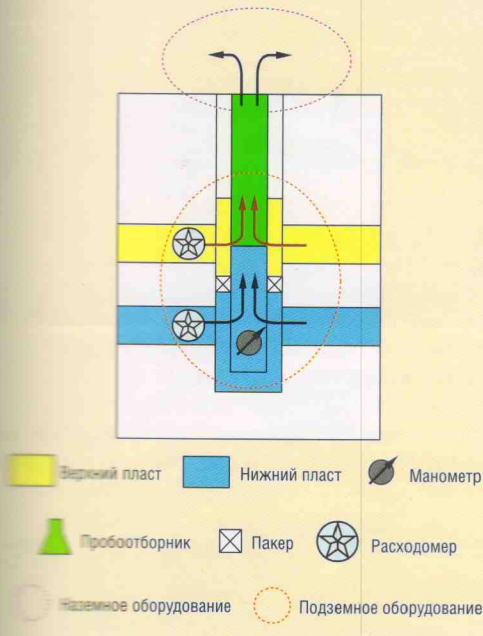 Верхний пласт
Нижний пласт
Манометр
Пробоотборник
Пакер
Расходомер
Наземное оборудование
Подземное оборудование